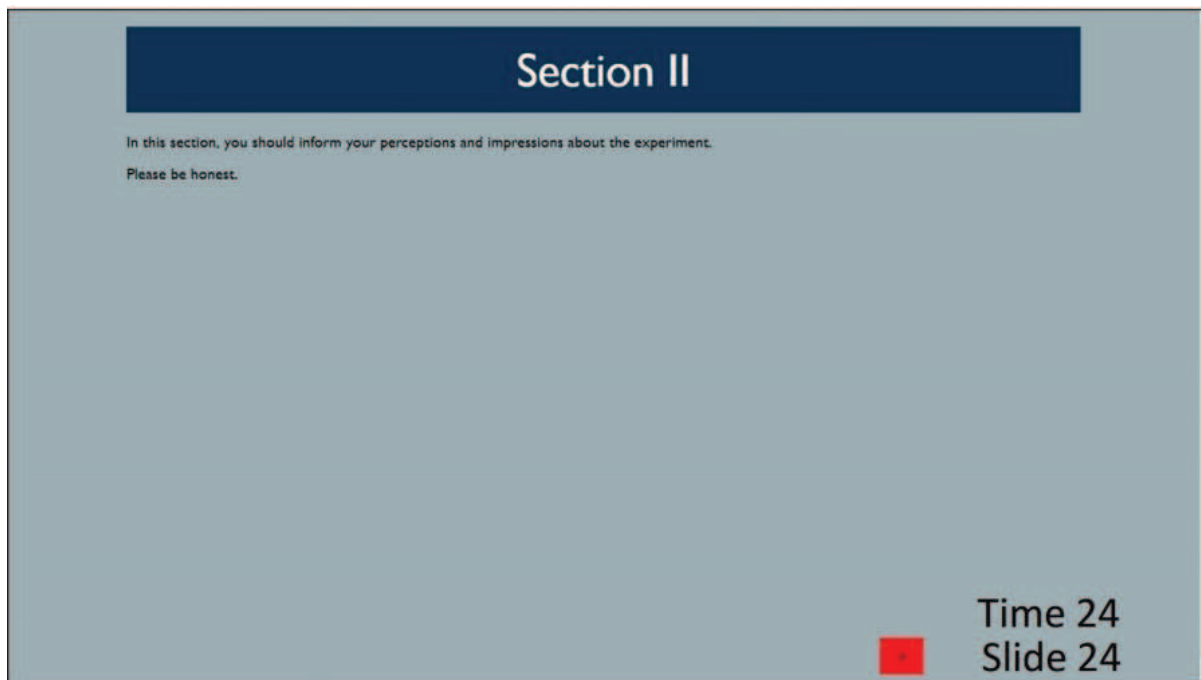 Section II
In this section, you should inform your perceptions and impressions about the experiment.
Please be honest.
Time 24
Slide 24